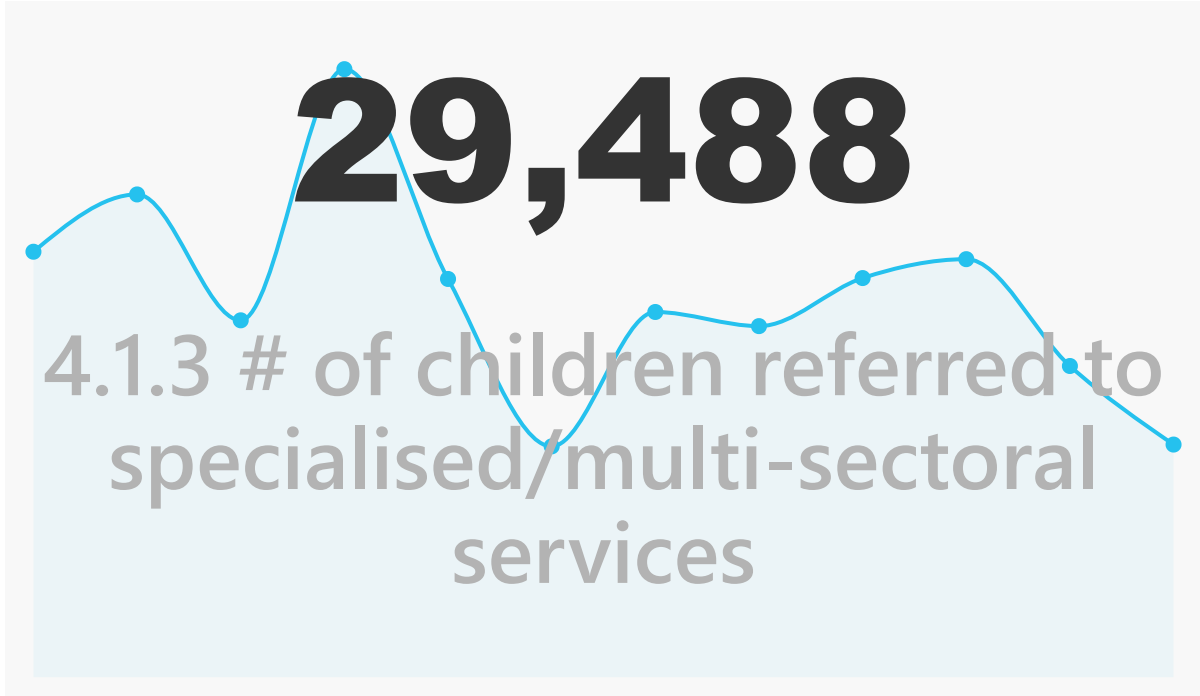 29,488
4.1.3 # of children referred to
specialised/multi-sectoral
services